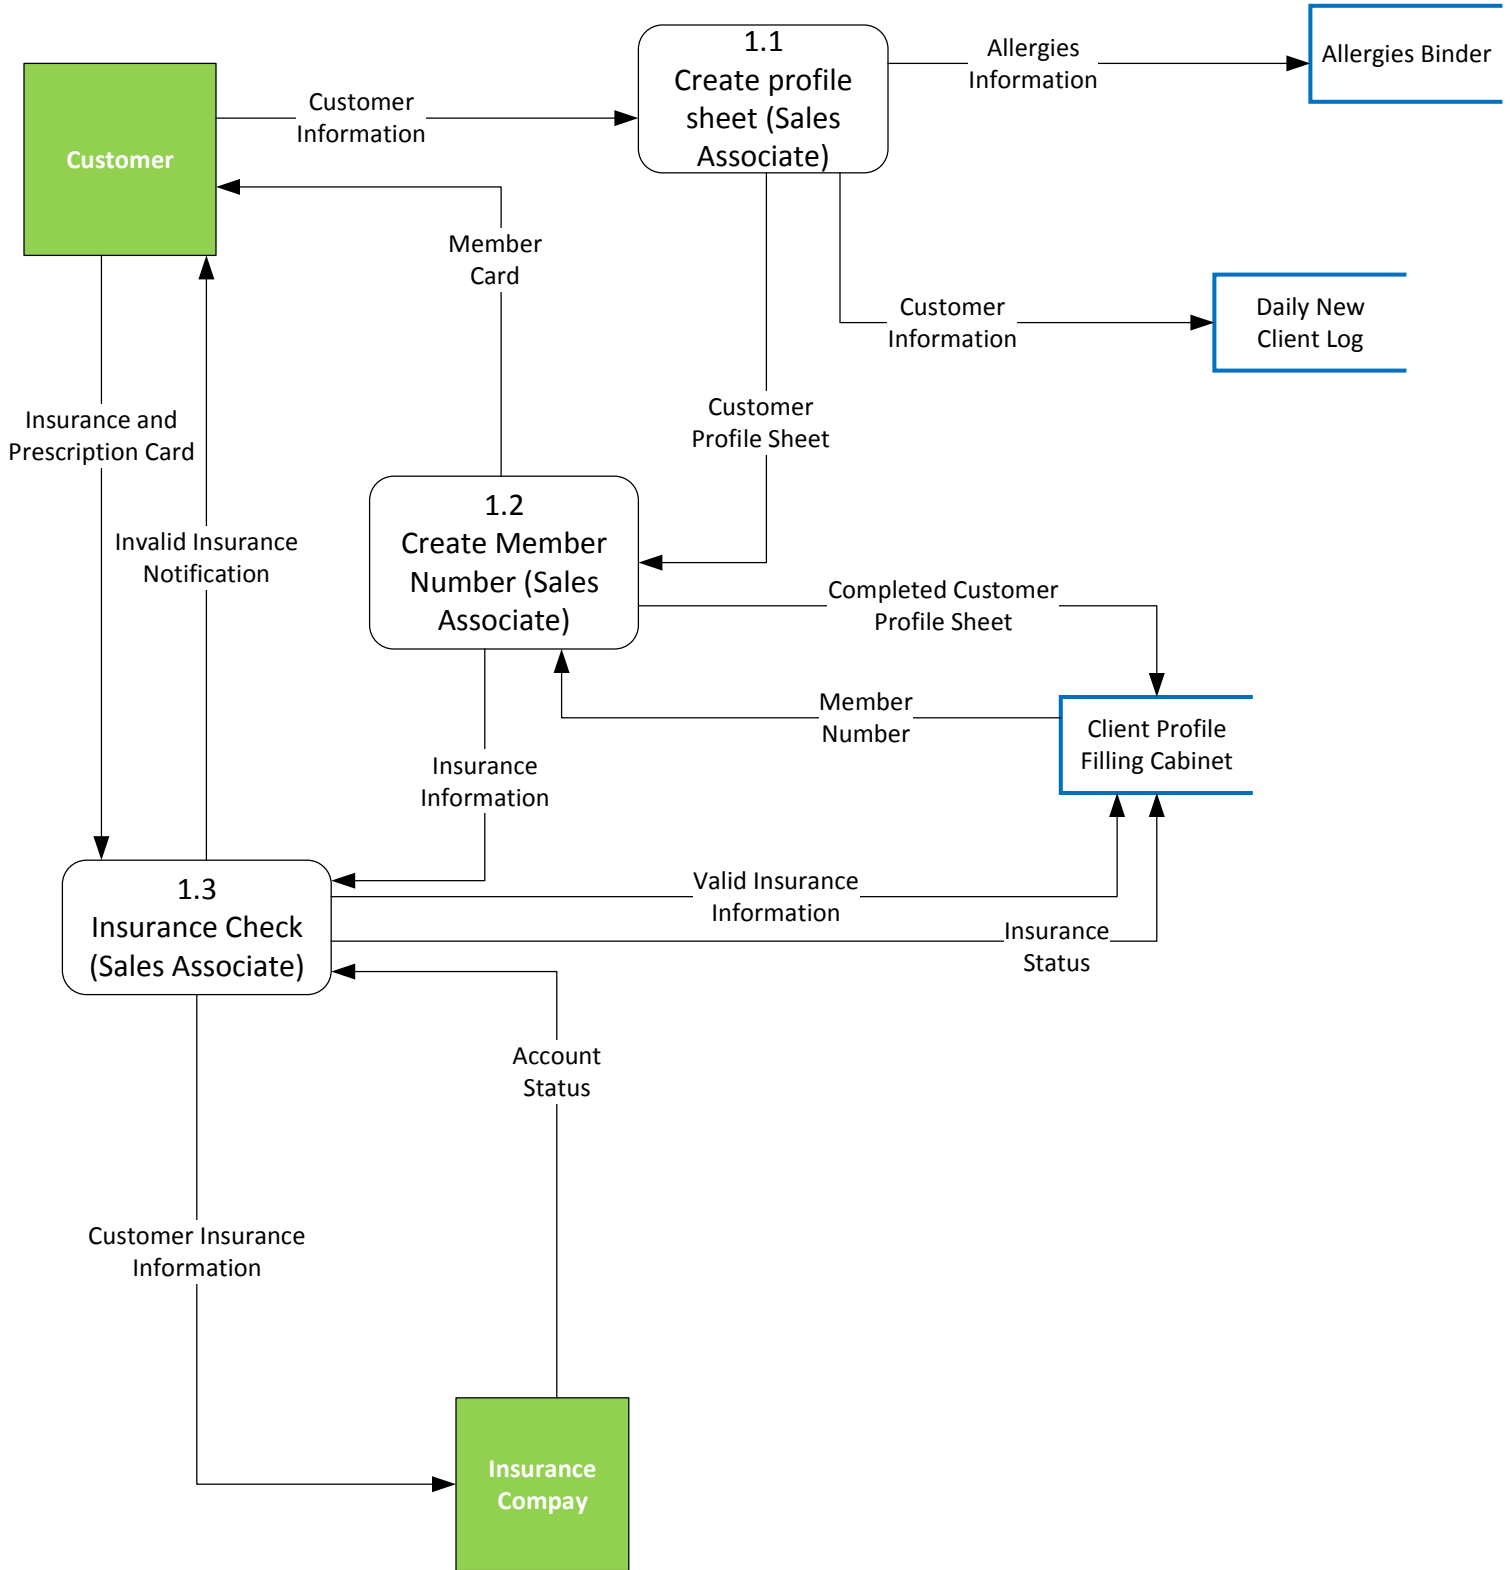 1.1
Create profile
sheet (Sales
Associate)
Allergies
Information
Allergies Binder
Customer
Information
Customer
Member
Card
Customer
Information
Daily New
Client Log
Insurance and
Prescription Card
Customer
Profile Sheet
1.2
Create Member
Number (Sales
Associate)
Invalid Insurance
Notification
Completed Customer
Profile Sheet
Member
Number
Client Profile
Filling Cabinet
Insurance
Information
1.3
Insurance Check
(Sales Associate)
Valid Insurance
Information
Insurance
Status
Account
Status
Customer Insurance
Information
Insurance
Compay